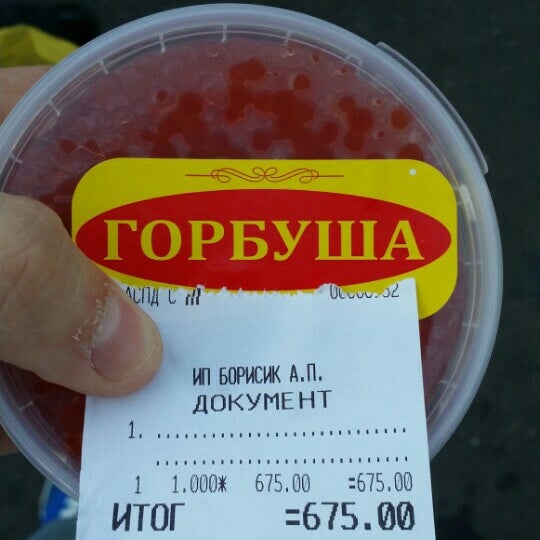 ГОРБУША
ИП БОРИСИК А.П.
ДОКУМЕНТ
1. ..............................
..............................
1 1.000* 675.00 =675.00
ИТОГ =675.00